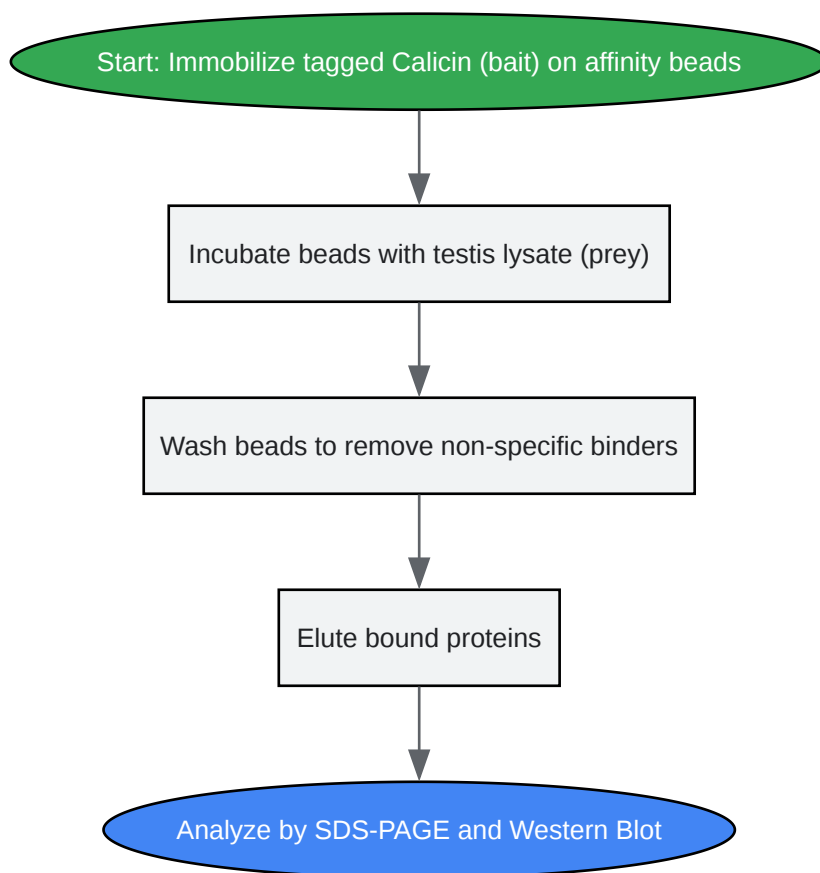 Start: Immobilize tagged Calicin (bait) on affinity beads
Incubate beads with testis lysate (prey)
Wash beads to remove non-specific binders
Elute bound proteins
Analyze by SDS-PAGE and Western Blot